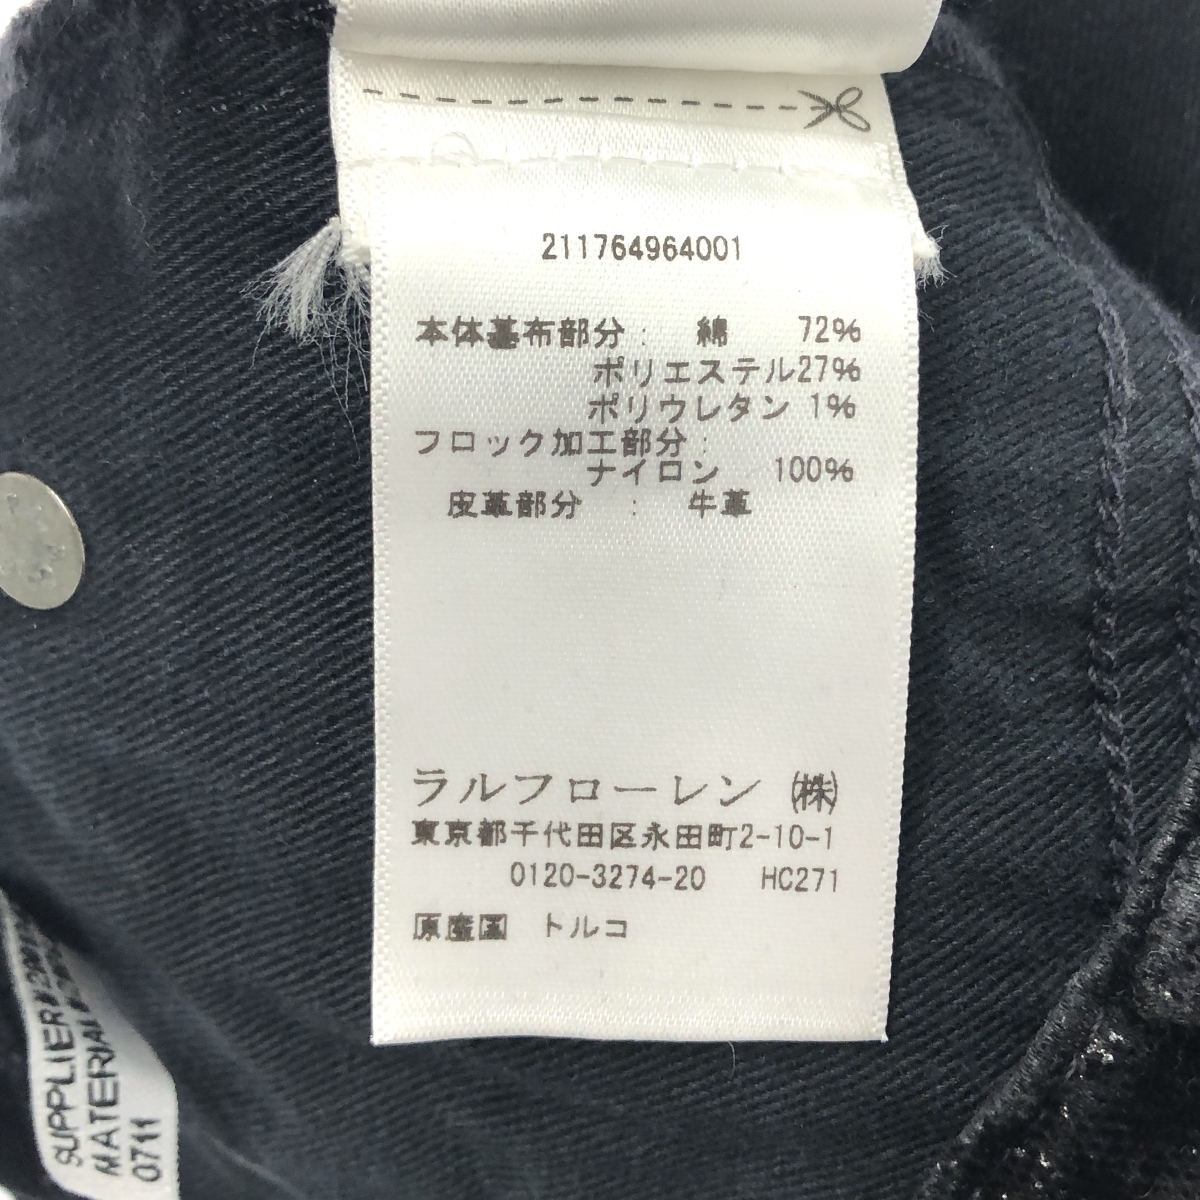 211764964001
本体基布部分: 綿 72%
ポリエステル27%
ポリウレタン 1%
フロック加工部分:
ナイロン 100%
皮革部分 : 牛革
ラルフローレン ㈱
東京都千代田区永田町2-10-1
0120-3274-20 HC271
原産国 トルコ
SUPPLIER#
MATERIAL#
0711